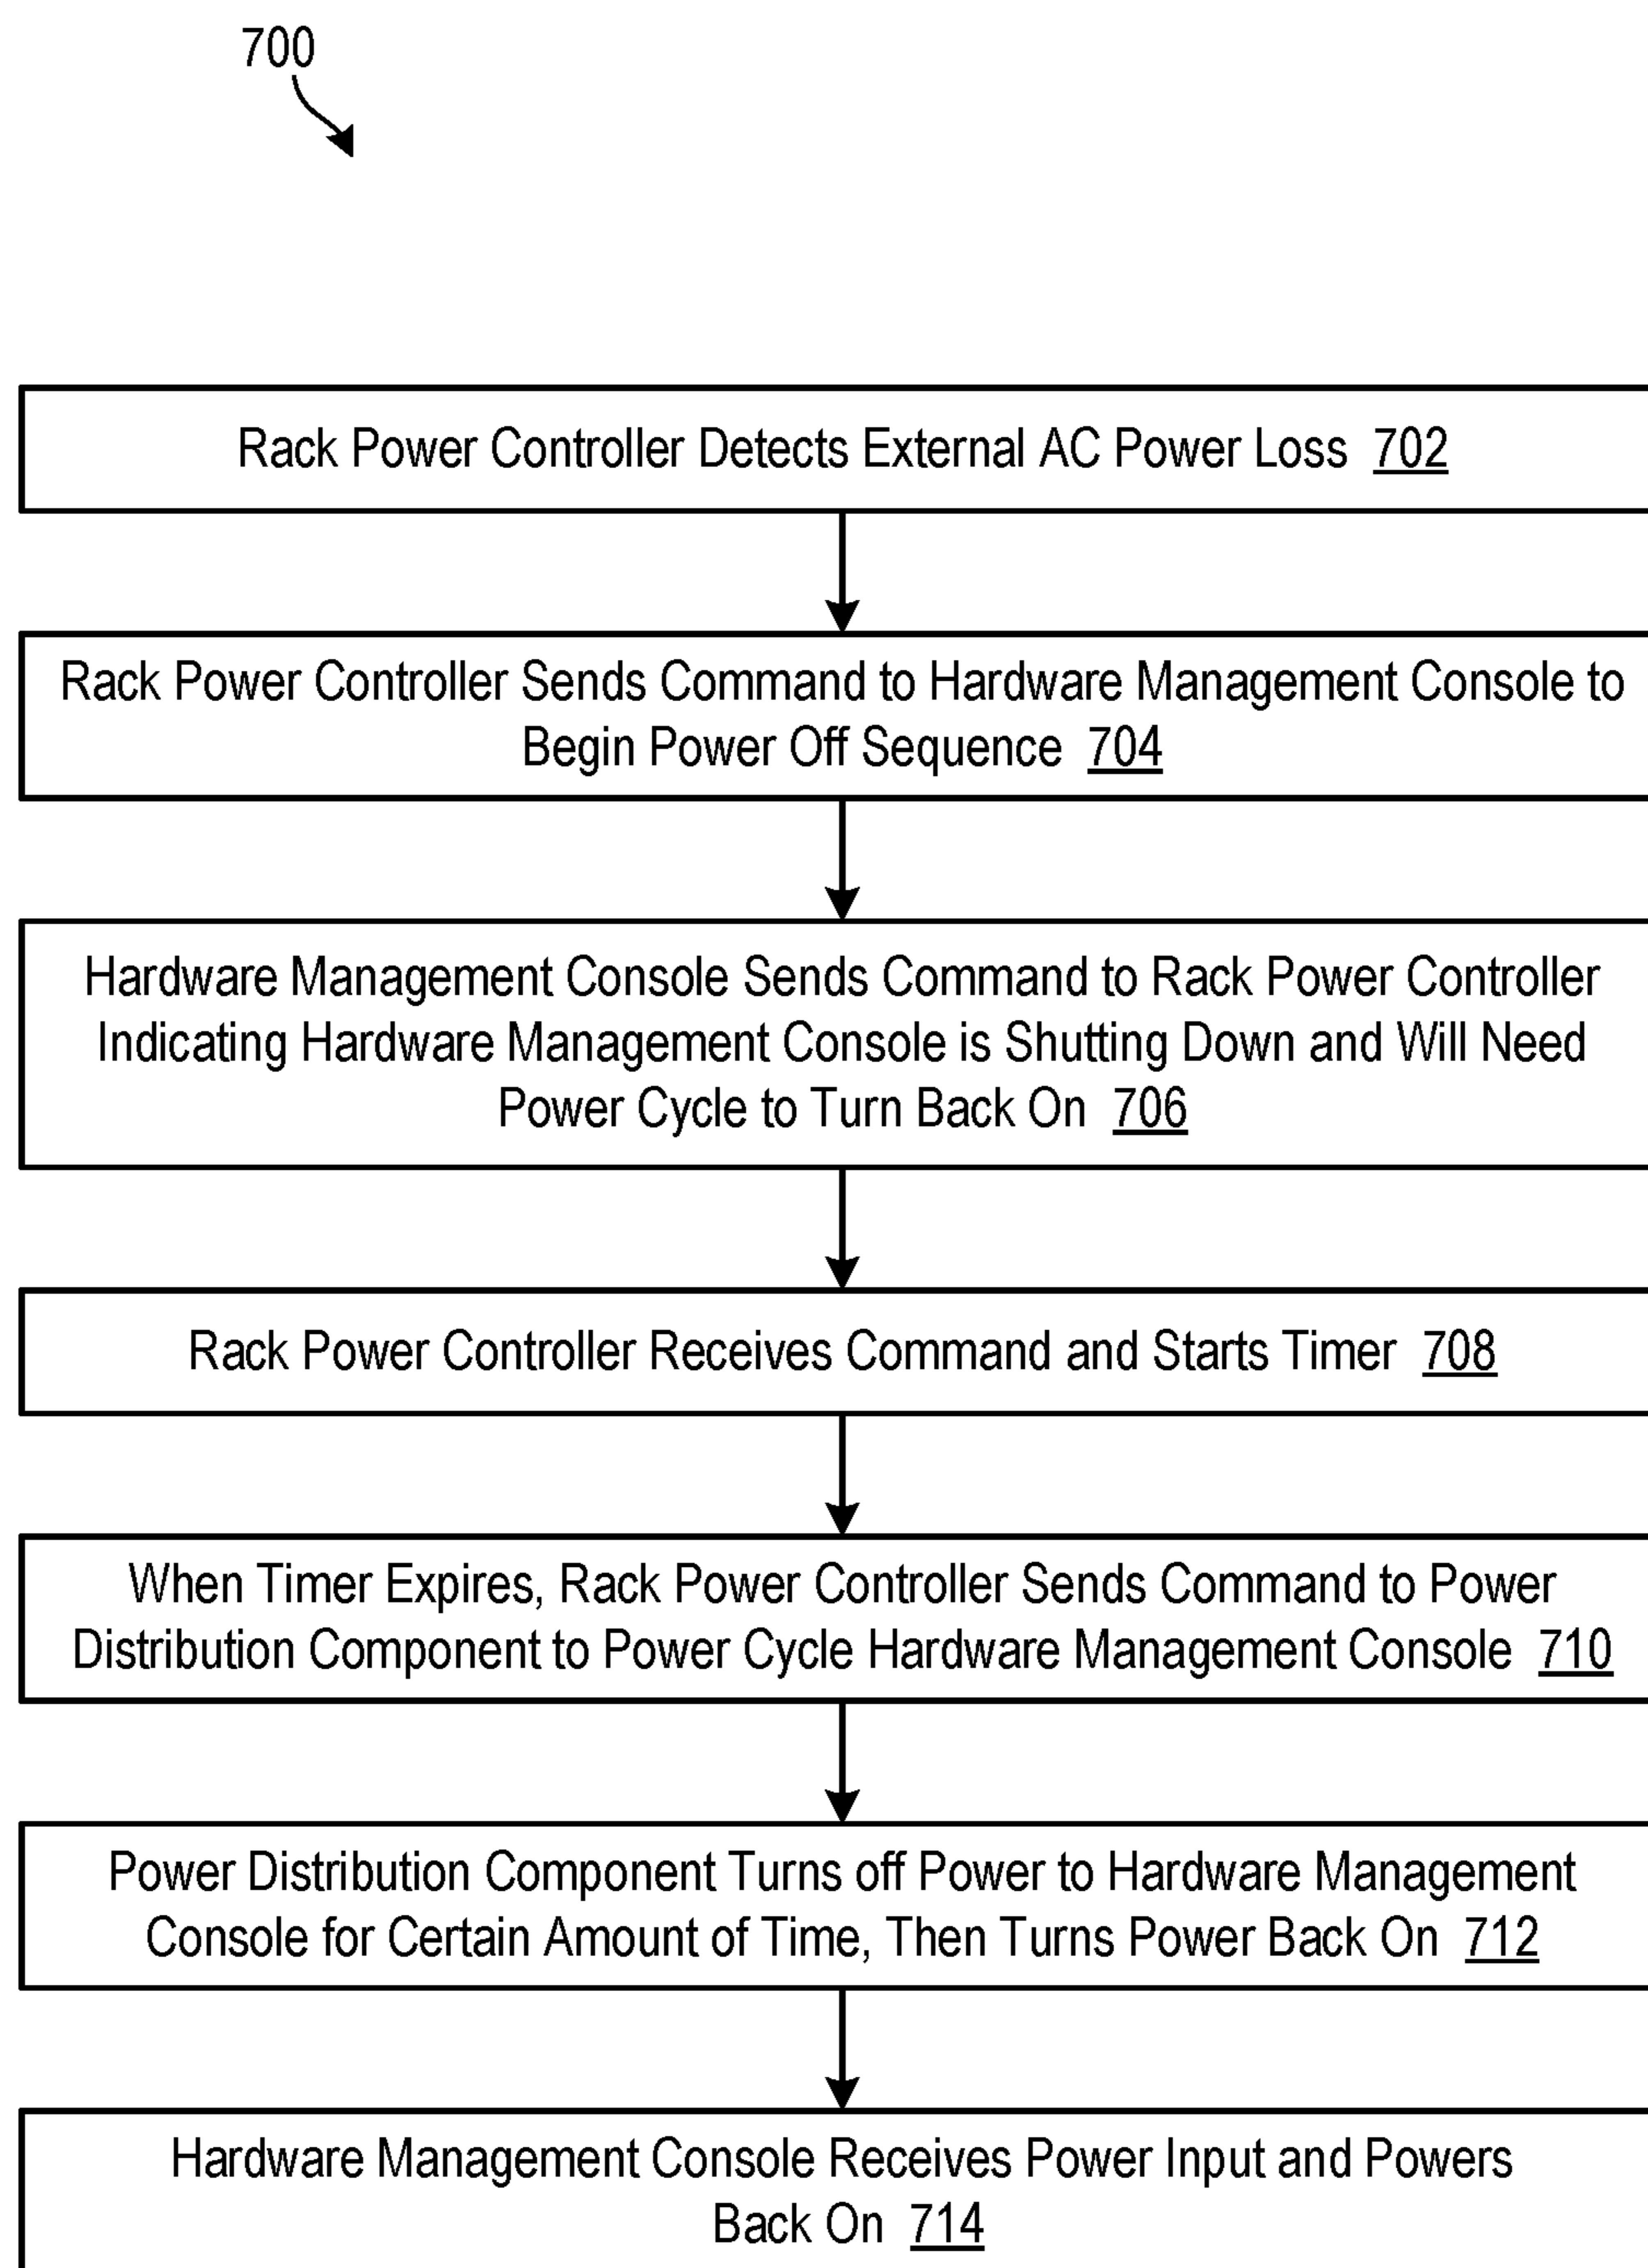 700
Rack Power Controller Detects External AC Power Loss 702
Rack Power Controller Sends Command to Hardware Management Console to
Begin Power Off Sequence 704
Hardware Management Console Sends Command to Rack Power Controller
Indicating Hardware Management Console is Shutting Down and Will Need
Power Cycle to Turn Back On 706
Rack Power Controller Receives Command and Starts Timer 708
When Timer Expires, Rack Power Controller Sends Command to Power
Distribution Component to Power Cycle Hardware Management Console 710
Power Distribution Component Turns off Power to Hardware Management
Console for Certain Amount of Time, Then Turns Power Back On 712
Hardware Management Console Receives Power Input and Powers
Back On 714